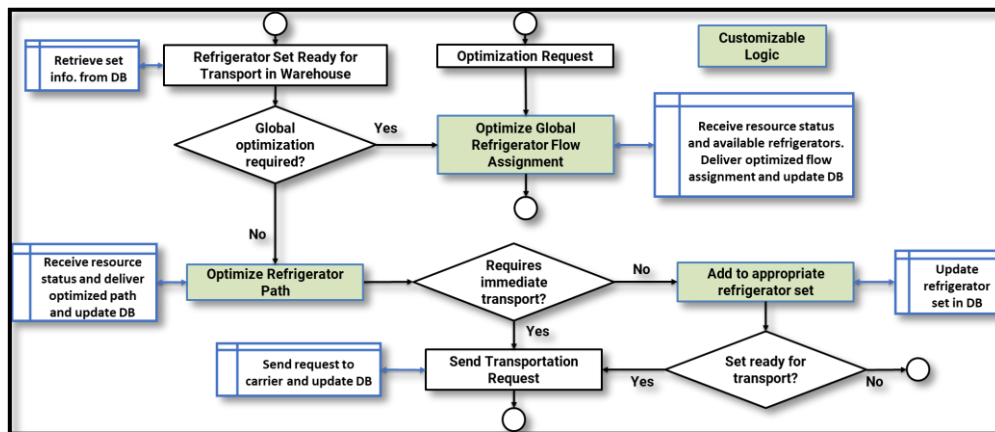 Retrieve set
info. from DB
Refrigerator Set Ready for
Transport in Warehouse
Optimization Request
Customizable
Logic
Global
optimization
required?
Yes
Optimize Global
Refrigerator Flow
Assignment
Receive resource status
and available refrigerators.
Deliver optimized flow
assignment and update DB
No
Receive resource
status and deliver
optimized path
and update DB
Optimize Refrigerator
Path
Requires
immediate
transport?
No
Add to appropriate
refrigerator set
Update
refrigerator
set in DB
Yes
Send request to
carrier and update DB
Send Transportation
Request
Yes
Set ready for
transport?
No